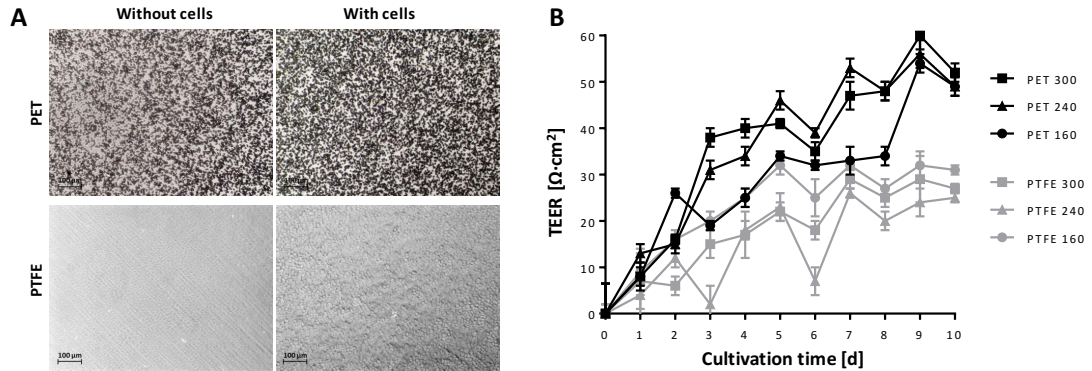 A
Without cells
With cells
PET
100 µm
100 µm
PTFE
100 µm
100 µm
B
TEER [Ω·cm²]
60
50
40
30
20
10
0
0 1 2 3 4 5 6 7 8 9 10
Cultivation time [d]
PET 300
PET 240
PET 160
PTFE 300
PTFE 240
PTFE 160